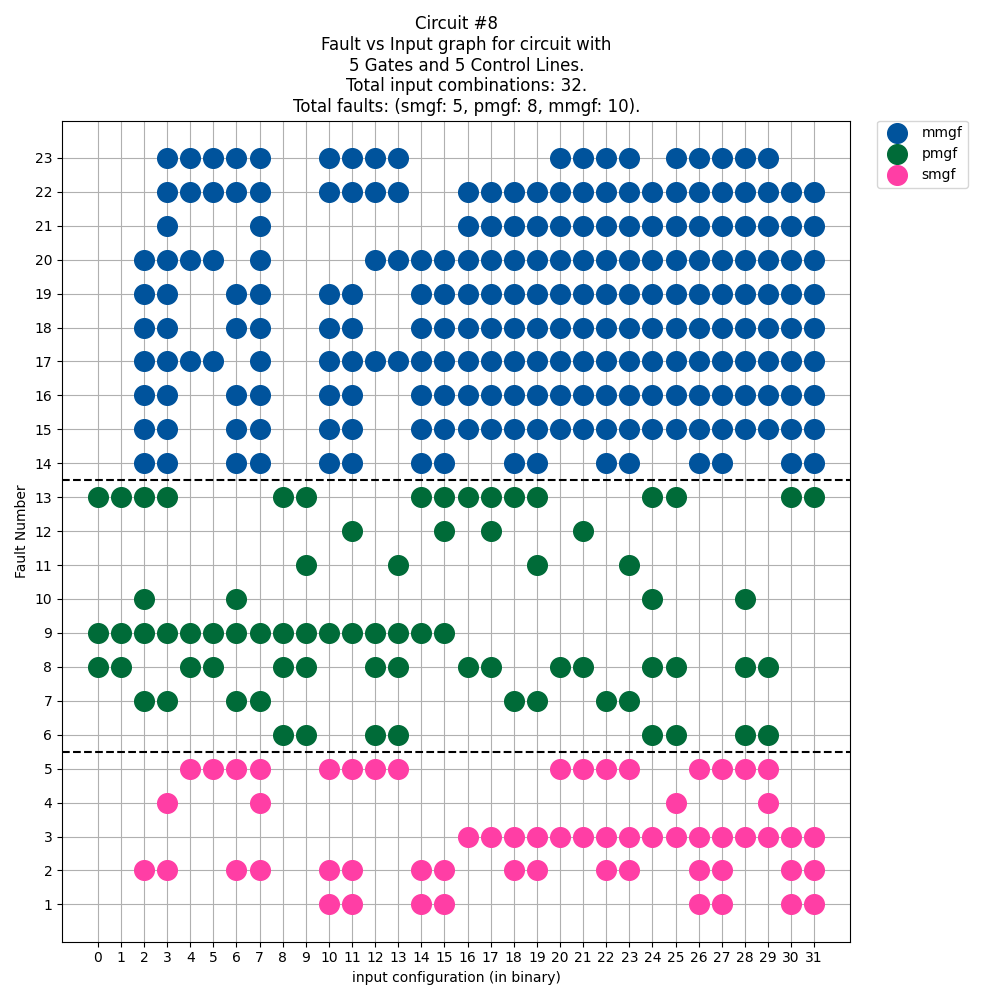 Circuit #8
Fault vs Input graph for circuit with
5 Gates and 5 Control Lines.
Total input combinations: 32.
Total faults: (smgf: 5, pmgf: 8, mmgf: 10).
mmgf
pmgf
smgf
Fault Number
23
22
21
20
19
18
17
16
15
14
13
12
11
10
9
8
7
6
5
4
3
2
1
0 1 2 3 4 5 6 7 8 9 10 11 12 13 14 15 16 17 18 19 20 21 22 23 24 25 26 27 28 29 30 31
input configuration (in binary)